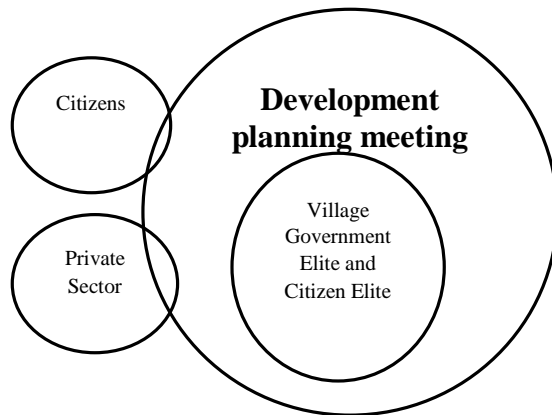 Citizens
Development
planning meeting
Village
Government
Elite and
Citizen Elite
Private
Sector